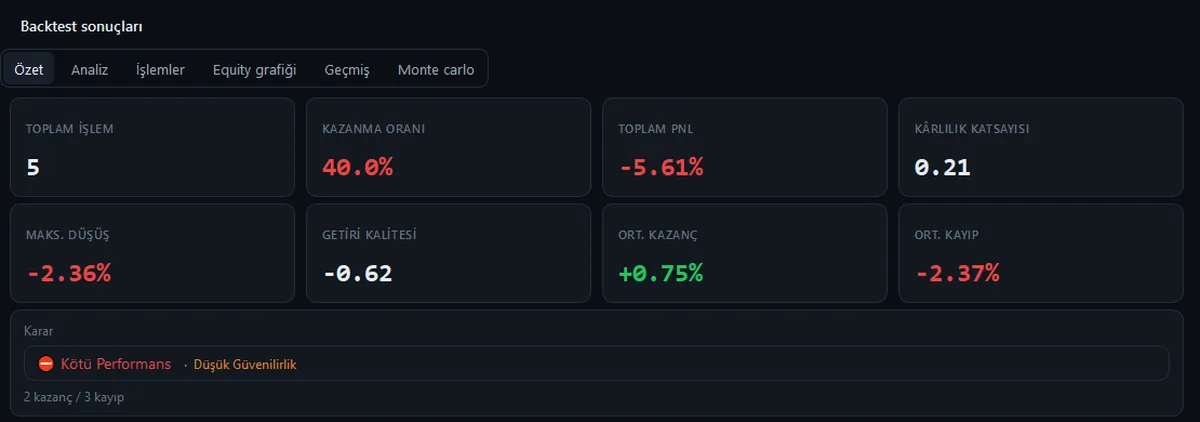 Backtest sonuçları
Özet Analiz İşlemler Equity grafiği Geçmiş Monte carlo
TOPLAM İŞLEM KAZANMA ORANI TOPLAM PNL KÂRLILIK KATSAYISI
5 40.0% -5.61% 0.21
MAKS. DÜŞÜŞ GETİRİ KALİTESİ ORT. KAZANÇ ORT. KAYIP
-2.36% -0.62 +0.75% -2.37%
Karar
Kötü Performans · Düşük Güvenilirlik
2 kazanç / 3 kayıp